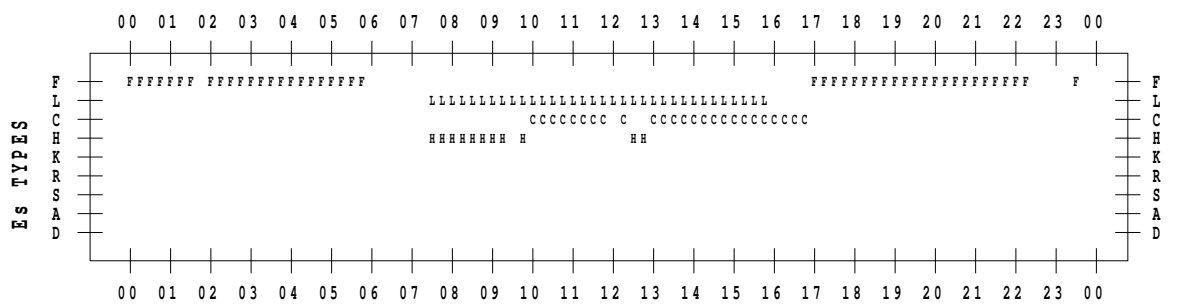 00 01 02 03 04 05 06 07 08 09 10 11 12 13 14 15 16 17 18 19 20 21 22 23 00
F FFFFFFF FFFFFFFFFFFFFFFF FFFFFFFFFFFFFFFFFFFFFF F F
L LLLLLLLLLLLLLLLLLLLLLLLLLLLLLLLLLL L
C CCCCCCCC C CCCCCCCCCCCCCCCC C
H HHHHHHHH H HH H
K K
R R
S S
A A
D D
Es TYPES
00 01 02 03 04 05 06 07 08 09 10 11 12 13 14 15 16 17 18 19 20 21 22 23 00